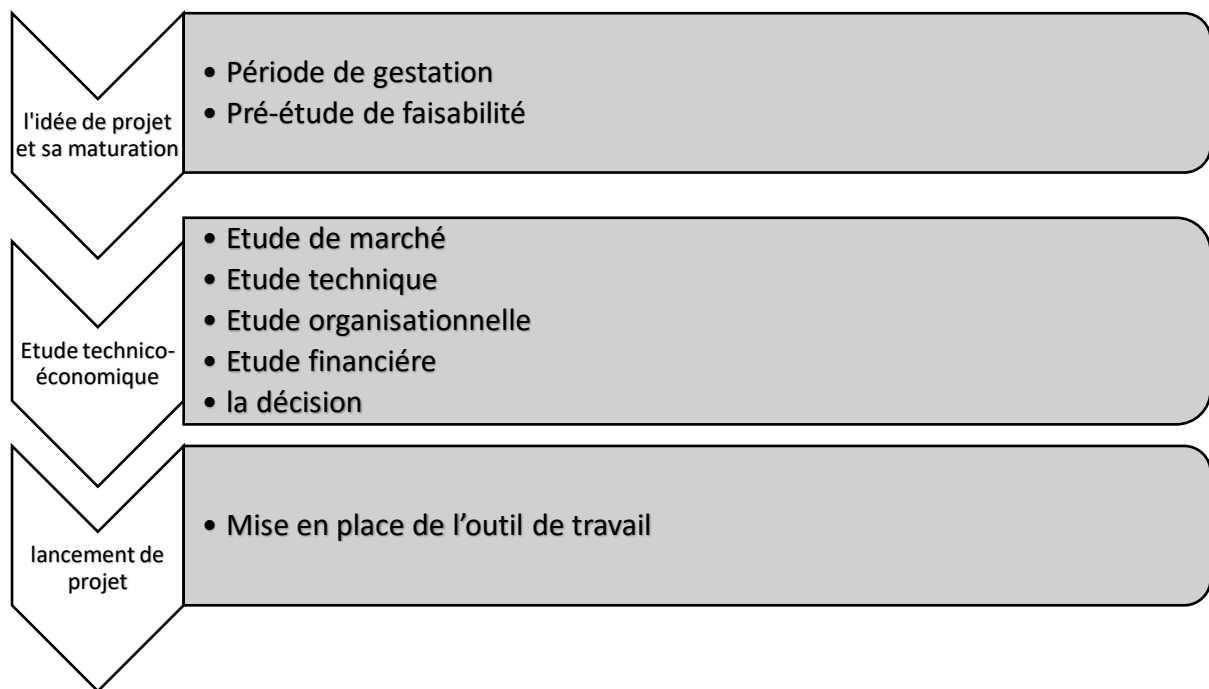 l'idée de projet
et sa maturation
• Période de gestation
• Pré-étude de faisabilité
Etude technico-
économique
• Etude de marché
• Etude technique
• Etude organisationnelle
• Etude financiére
• la décision
lancement de
projet
• Mise en place de l’outil de travail